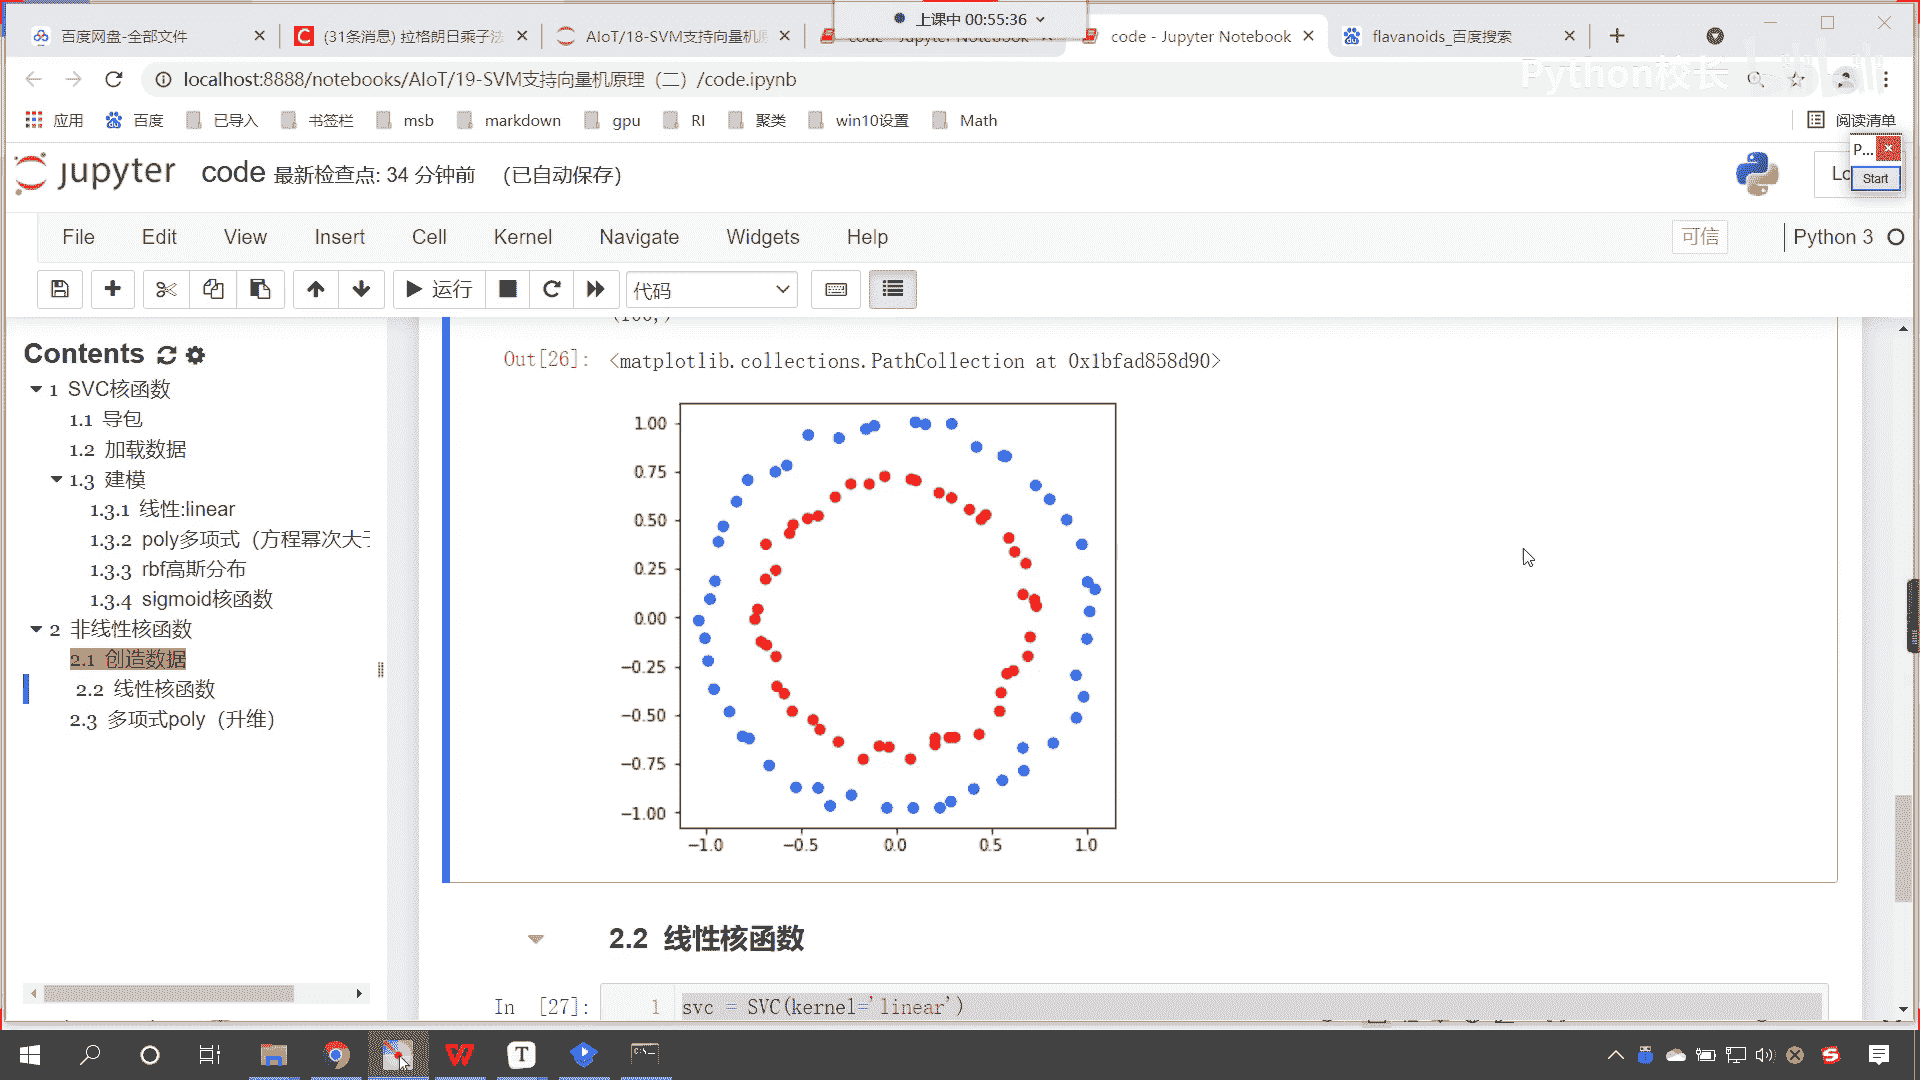 上课中 00:55:36
百度网盘-全部文件
(31条消息) 拉格朗日乘子法
AIoT/18-SVM支持向量机原
code - Jupyter Notebook
code - Jupyter Notebook
flavanoids_百度搜索
localhost:8888/notebooks/AIoT/19-SVM支持向量机原理（二）/code.ipynb
Python校长
应用 百度 已导入 书签栏 msb markdown gpu RI 聚类 win10设置 Math 阅读清单
P...
Start
jupyter code 最新检查点: 34 分钟前 (已自动保存)
File Edit View Insert Cell Kernel Navigate Widgets Help 可信 Python 3
运行 代码
Contents
1 SVC核函数
1.1 导包
1.2 加载数据
1.3 建模
1.3.1 线性:linear
1.3.2 poly多项式（方程幂次大于
1.3.3 rbf高斯分布
1.3.4 sigmoid核函数
2 非线性核函数
2.1 创造数据
2.2 线性核函数
2.3 多项式poly（升维）
Out[26]: <matplotlib.collections.PathCollection at 0x1bfad858d90>
1.00
0.75
0.50
0.25
0.00
−0.25
−0.50
−0.75
−1.00
−1.0 −0.5 0.0 0.5 1.0
2.2 线性核函数
In [27]: 1 svc = SVC(kernel='linear')